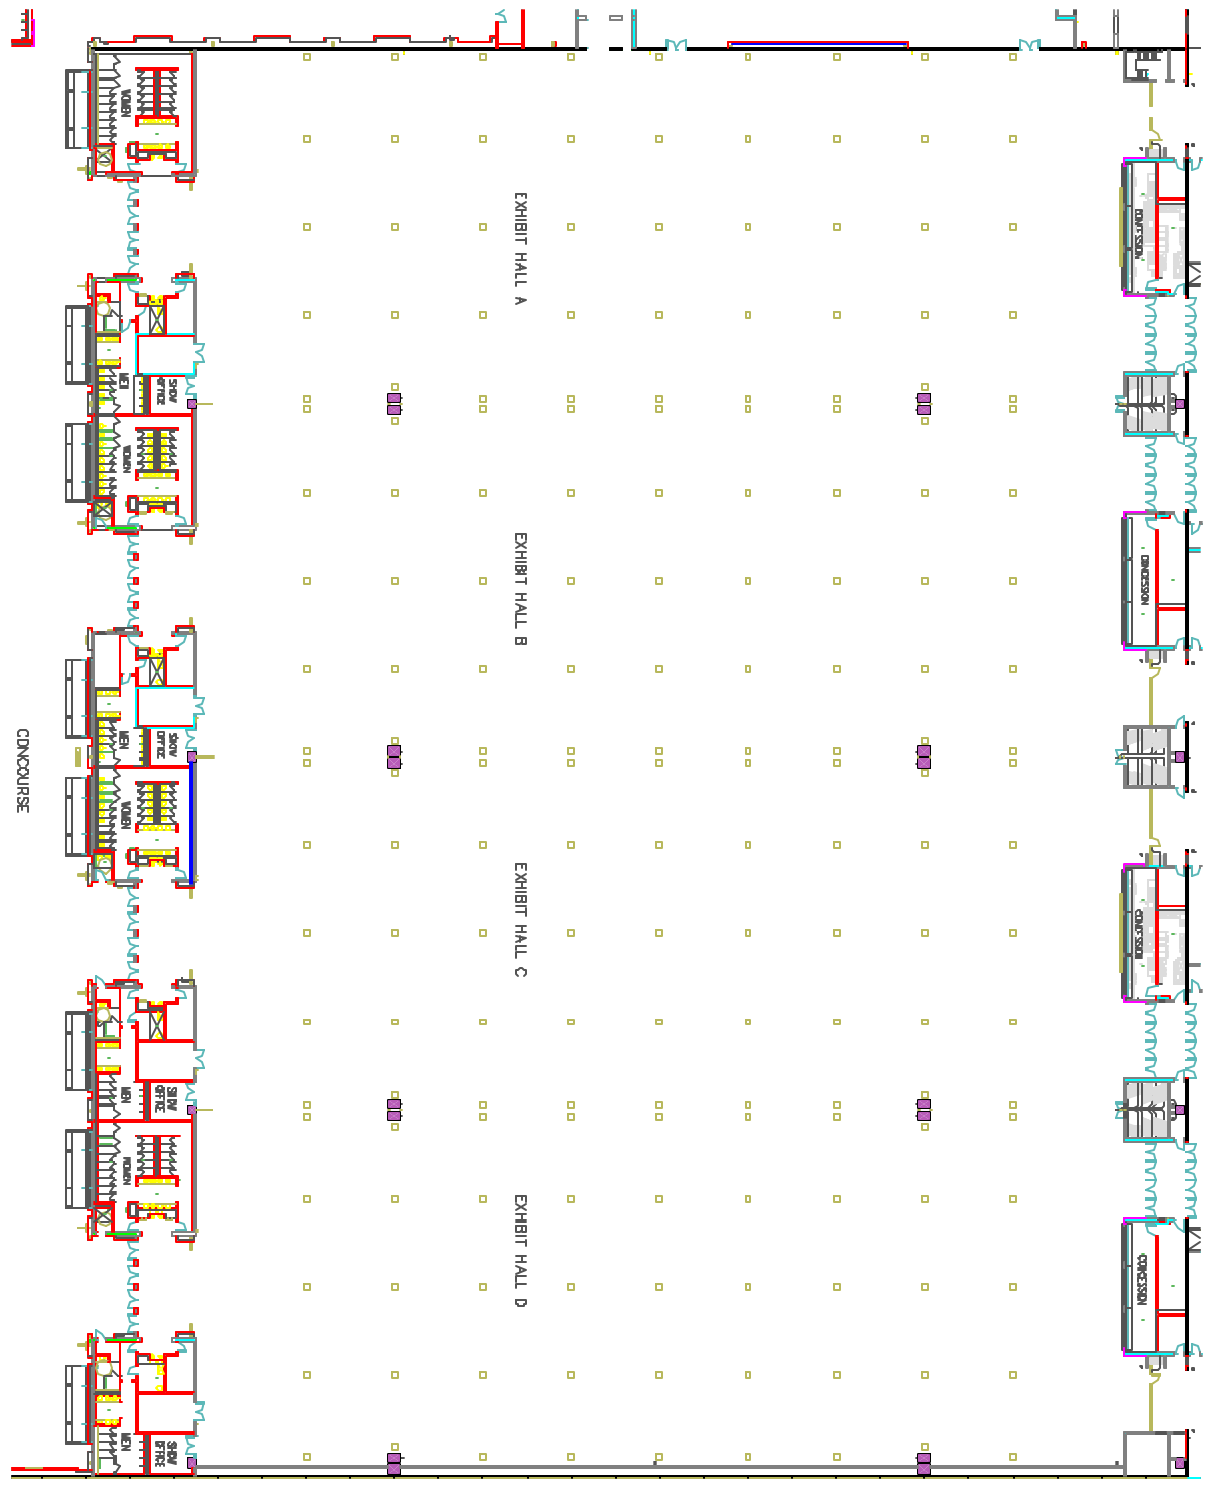 WOMEN
EXHIBIT HALL A
CONCESSION
MEN
SHOW
OFFICE
WOMEN
EXHIBIT HALL B
CONCESSION
CONCOURSE
MEN
SHOW
OFFICE
WOMEN
EXHIBIT HALL C
CONCESSION
MEN
SHOW
OFFICE
WOMEN
EXHIBIT HALL D
CONCESSION
MEN
SHOW
OFFICE